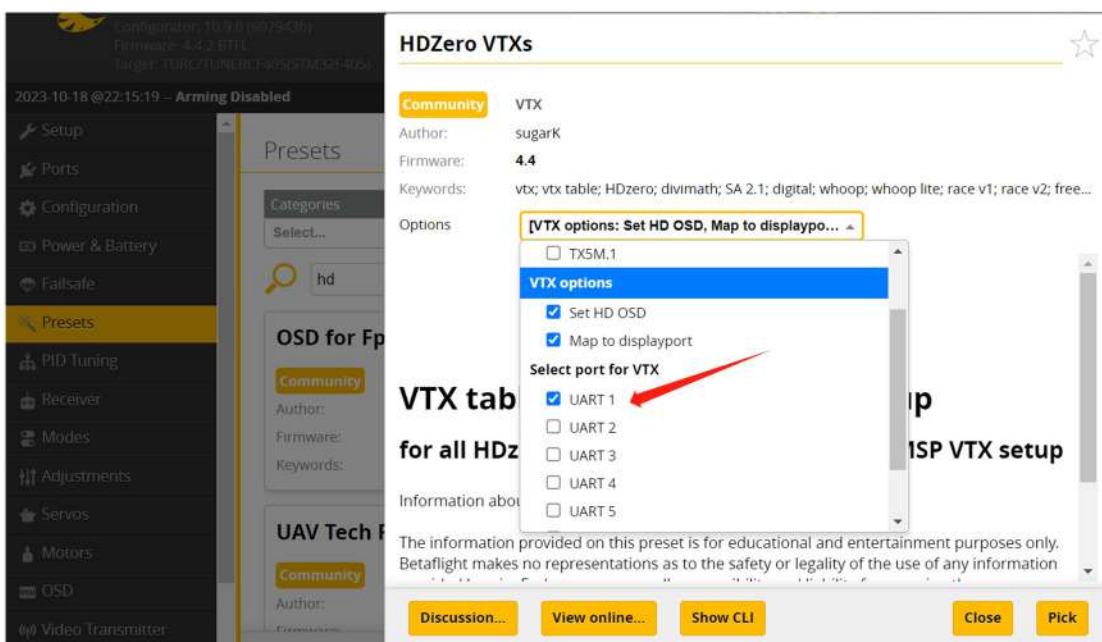 Configurator: 10.9.0 (697943b)
Firmware: 4.4.2 BTFL
2023-10-18 @22:15:19 -- Arming Disabled
Setup
Ports
Configuration
Power & Battery
Failsafe
Presets
PID Tuning
Receiver
Modes
Adjustments
Servos
Motors
OSD
Video Transmitter
Presets
Categories
Select...
hd
OSD for Fp
Community
Author:
Firmware:
Keywords:
UAV Tech
Community
Author:
HDZero VTXs
Community VTX
Author: sugarK
Firmware: 4.4
Keywords: vtx; vtx table; HDzero; divimath; SA 2.1; digital; whoop; whoop lite; race v1; race v2; free...
Options [VTX options: Set HD OSD, Map to displaypo...
TX5M.1
VTX options
Set HD OSD
Map to displayport
Select port for VTX
UART 1
UART 2
UART 3
UART 4
UART 5
VTX tab
for all HDz
MSP VTX setup
Information abou
The information provided on this preset is for educational and entertainment purposes only.
Betaflight makes no representations as to the safety or legality of the use of any information
Discussion... View online... Show CLI Close Pick